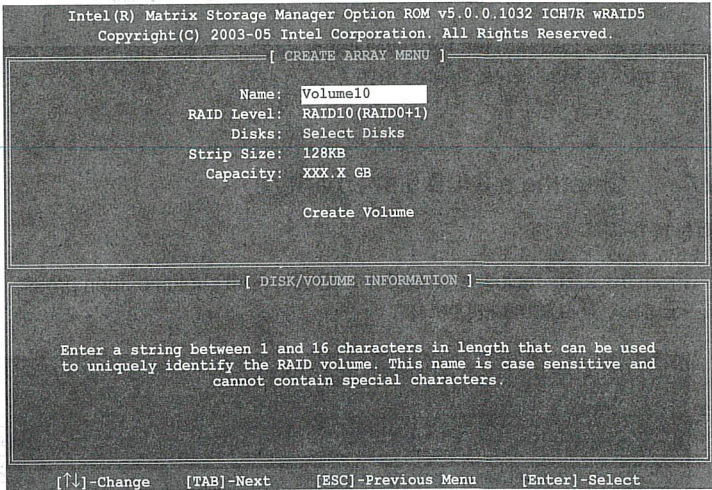 Intel(R) Matrix Storage Manager Option ROM v5.0.0.1032 ICH7R wRAID5
Copyright(C) 2003-05 Intel Corporation. All Rights Reserved.
[ CREATE ARRAY MENU ]
Name: Volume10
RAID Level: RAID10(RAID0+1)
Disks: Select Disks
Strip Size: 128KB
Capacity: XXX.X GB
Create Volume
[ DISK/VOLUME INFORMATION ]
Enter a string between 1 and 16 characters in length that can be used
to uniquely identify the RAID volume. This name is case sensitive and
cannot contain special characters.
[↑↓]-Change [TAB]-Next [ESC]-Previous Menu [Enter]-Select